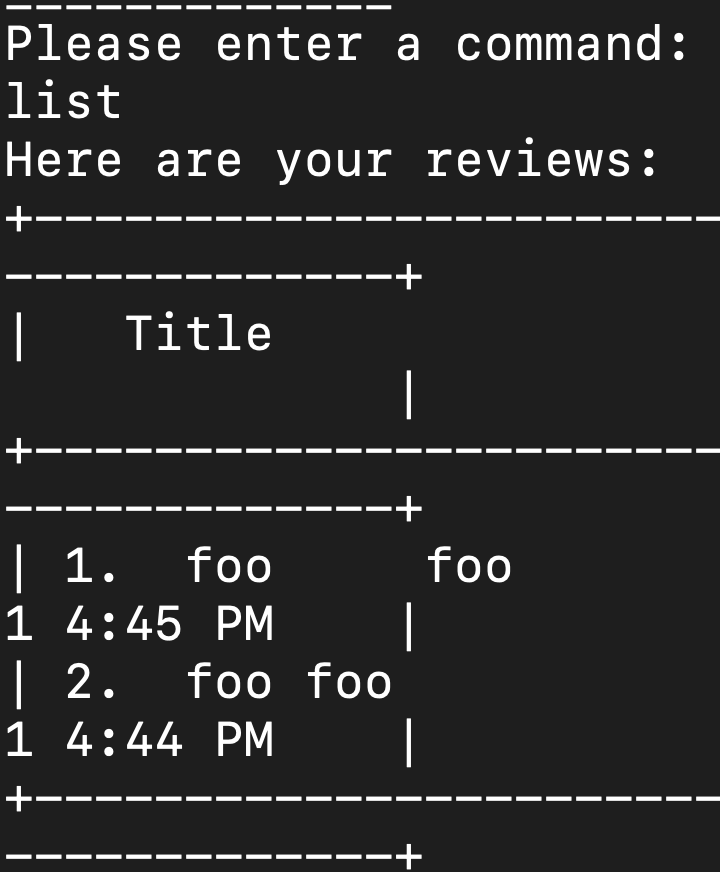 -------------
Please enter a command:
list
Here are your reviews:
+-----------------------
-------------+
|   Title
             |
+-----------------------
-------------+
| 1.  foo     foo
1 4:45 PM    |
| 2.  foo foo
1 4:44 PM    |
+-----------------------
-------------+